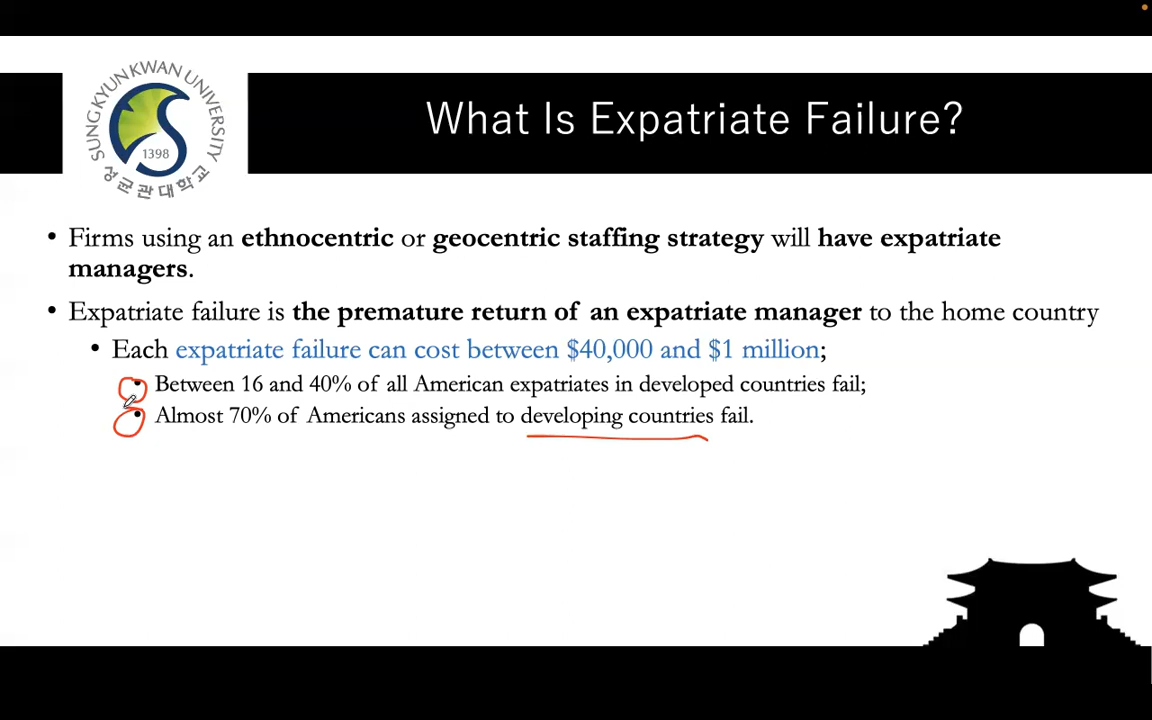 SUNGKYUNKWAN UNIVERSITY
1398
성균관대학교
What Is Expatriate Failure?
• Firms using an ethnocentric or geocentric staffing strategy will have expatriate
managers.
• Expatriate failure is the premature return of an expatriate manager to the home country
• Each expatriate failure can cost between $40,000 and $1 million;
• Between 16 and 40% of all American expatriates in developed countries fail;
• Almost 70% of Americans assigned to developing countries fail.